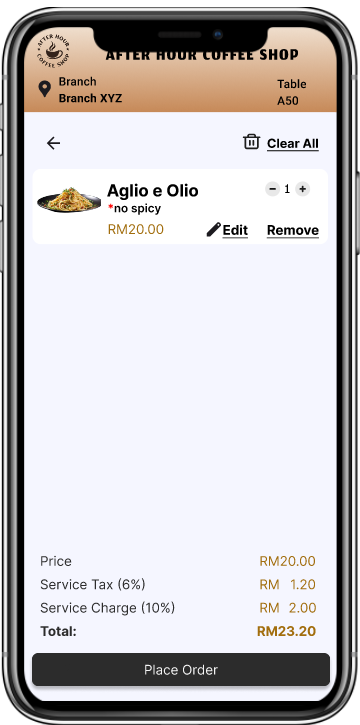 AFTER HOUR
COFFEE SHOP
AFTER HOUR COFFEE SHOP
Branch
Branch XYZ
Table
A50
Clear All
Aglio e Olio
1
*no spicy
RM20.00
Edit
Remove
Price RM20.00
Service Tax (6%) RM 1.20
Service Charge (10%) RM 2.00
Total: RM23.20
Place Order